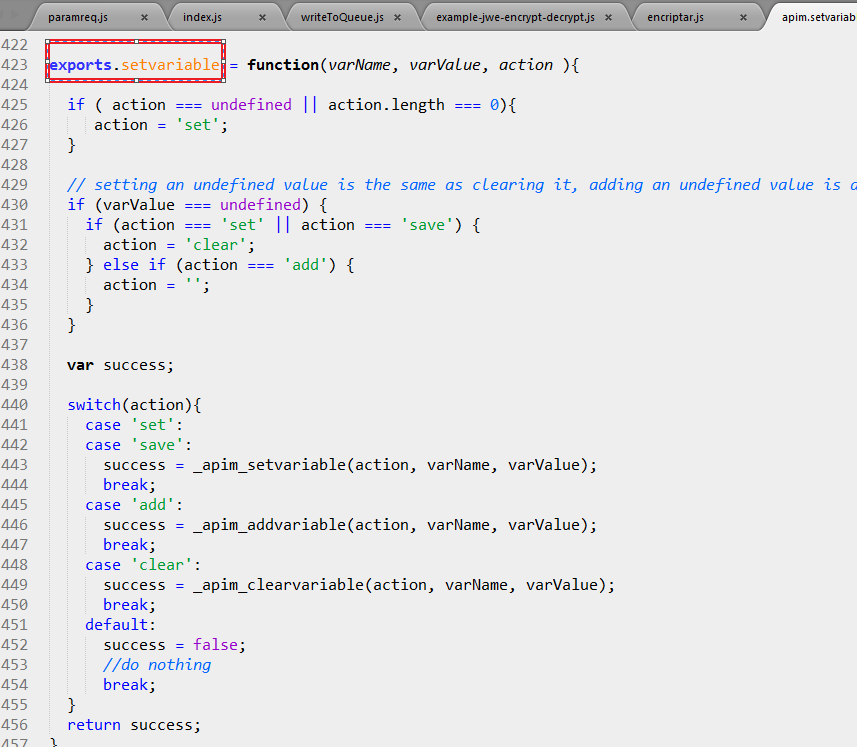 paramreq.js × index.js × writeToQueue.js × example-jwe-encrypt-decrypt.js × encriptar.js × apim.setvariab
422
423 exports.setvariable = function(varName, varValue, action ){
424
425 if ( action === undefined || action.length === 0){
426 action = 'set';
427 }
428
429 // setting an undefined value is the same as clearing it, adding an undefined value is
430 if (varValue === undefined) {
431 if (action === 'set' || action === 'save') {
432 action = 'clear';
433 } else if (action === 'add') {
434 action = '';
435 }
436 }
437
438 var success;
439
440 switch(action){
441 case 'set':
442 case 'save':
443 success = _apim_setvariable(action, varName, varValue);
444 break;
445 case 'add':
446 success = _apim_addvariable(action, varName, varValue);
447 break;
448 case 'clear':
449 success = _apim_clearvariable(action, varName, varValue);
450 break;
451 default:
452 success = false;
453 //do nothing
454 break;
455 }
456 return success;
457 }